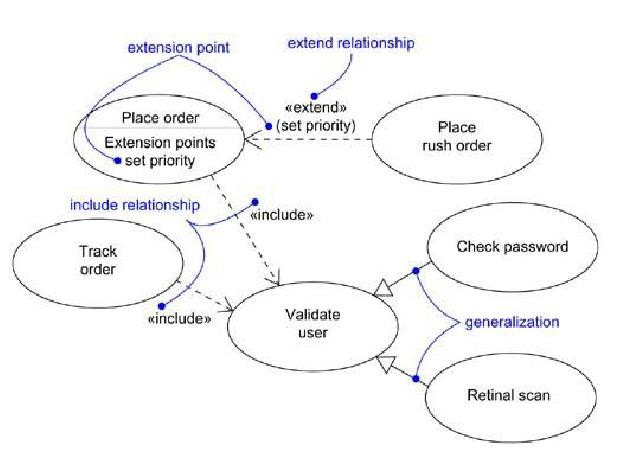 extend relationship
extension point
«extend»
(set priority)
Place order
Extension points
set priority
Place
rush order
include relationship
«include»
Track
order
Check password
«include»
Validate
user
generalization
Retinal scan